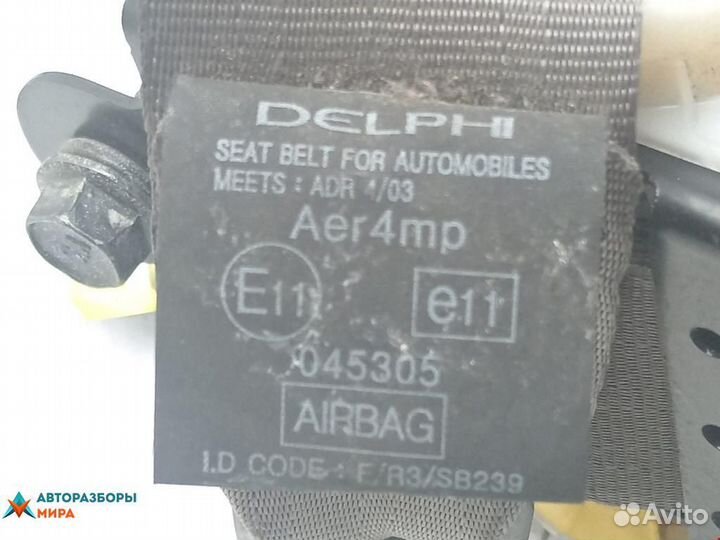 DELPHI
SEAT BELT FOR AUTOMOBILES
MEETS : ADR 4/03
Aer4mp
E11 e11
045305
AIRBAG
I.D CODE : F/R3/SB239
АВТОРАЗБОРЫ
МИРА
Avito